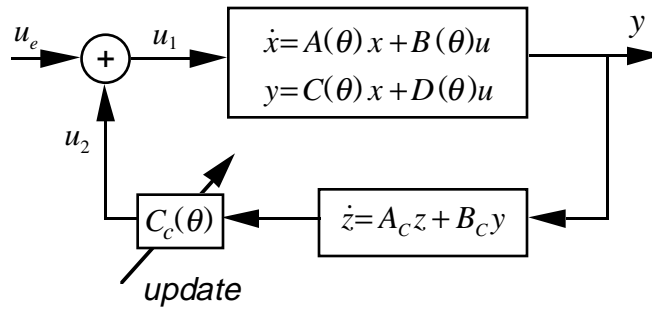 u_e
+
u_1
ẋ=A(θ)x+B(θ)u
y=C(θ)x+D(θ)u
y
u_2
C_c(θ)
ż=A_C z+B_C y
update